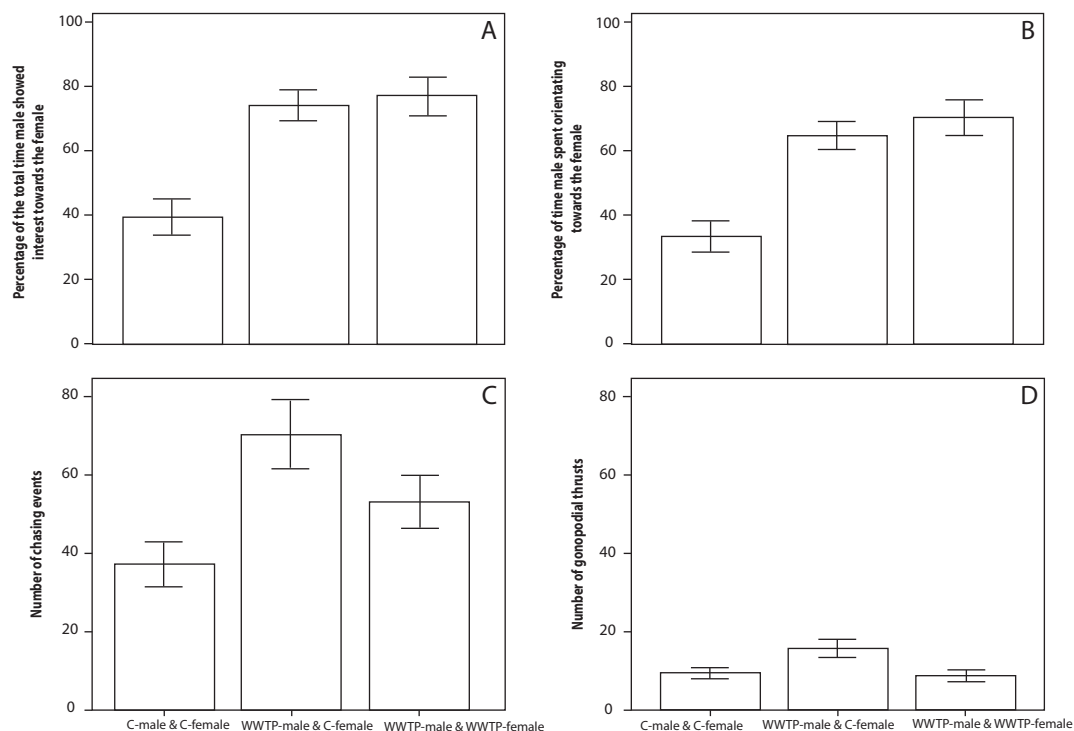 A
Percentage of the total time male showed
interest towards the female
100
80
60
40
20
0
B
Percentage of time male spent orientating
towards the female
100
80
60
40
20
0
C
Number of chasing events
80
60
40
20
0
C-male & C-female
WWTP-male & C-female
WWTP-male & WWTP-female
D
Number of gonopodial thrusts
80
60
40
20
0
C-male & C-female
WWTP-male & C-female
WWTP-male & WWTP-female